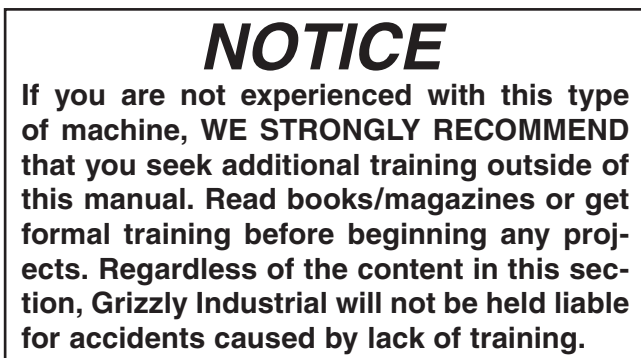 NOTICE
If you are not experienced with this type
of machine, WE STRONGLY RECOMMEND
that you seek additional training outside of
this manual. Read books/magazines or get
formal training before beginning any proj-
ects. Regardless of the content in this sec-
tion, Grizzly Industrial will not be held liable
for accidents caused by lack of training.